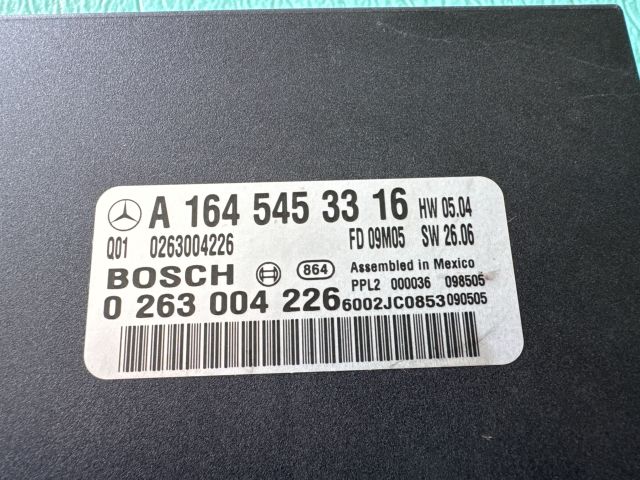 A 164 545 33 16 HW 05.04
Q01 0263004226 FD 09M05 SW 26.06
BOSCH 864 Assembled in Mexico
PPL2 000036 098505
0 263 004 226 6002JC0853 090505